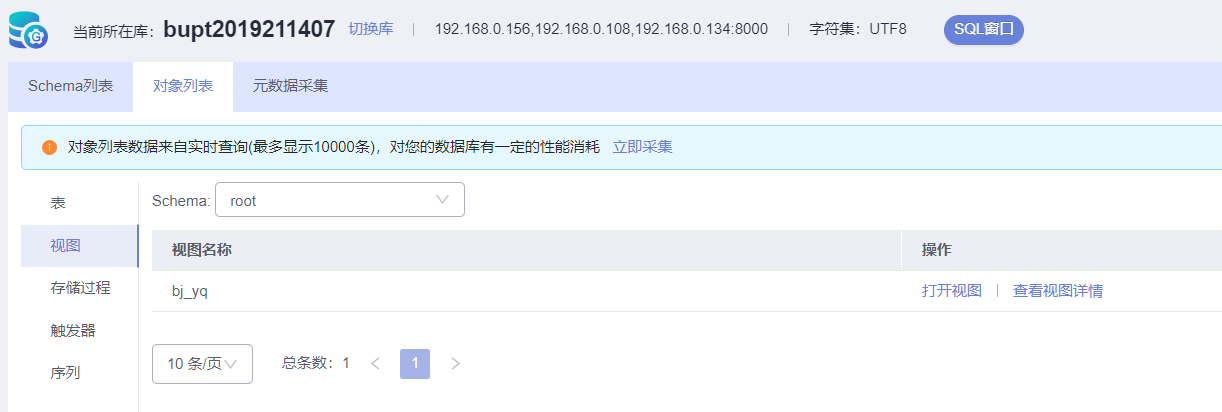 当前所在库：bupt2019211407 切换库 | 192.168.0.156,192.168.0.108,192.168.0.134:8000 | 字符集：UTF8 SQL窗口
Schema列表 对象列表 元数据采集
对象列表数据来自实时查询(最多显示10000条)，对您的数据库有一定的性能消耗 立即采集
表
视图
存储过程
触发器
序列
Schema: root
视图名称 操作
bj_yq 打开视图 | 查看视图详情
10 条/页 总条数：1 < 1 >